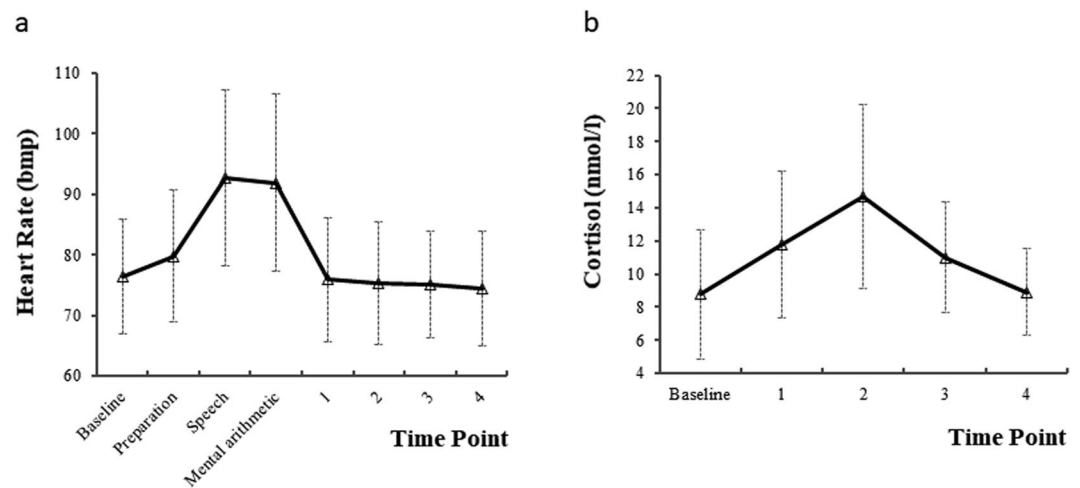 a
110
100
90
80
70
60
Heart Rate (bmp)
Baseline
Preparation
Speech
Mental arithmetic
1
2
3
4
Time Point
b
22
20
18
16
14
12
10
8
6
4
Cortisol (nmol/l)
Baseline
1
2
3
4
Time Point